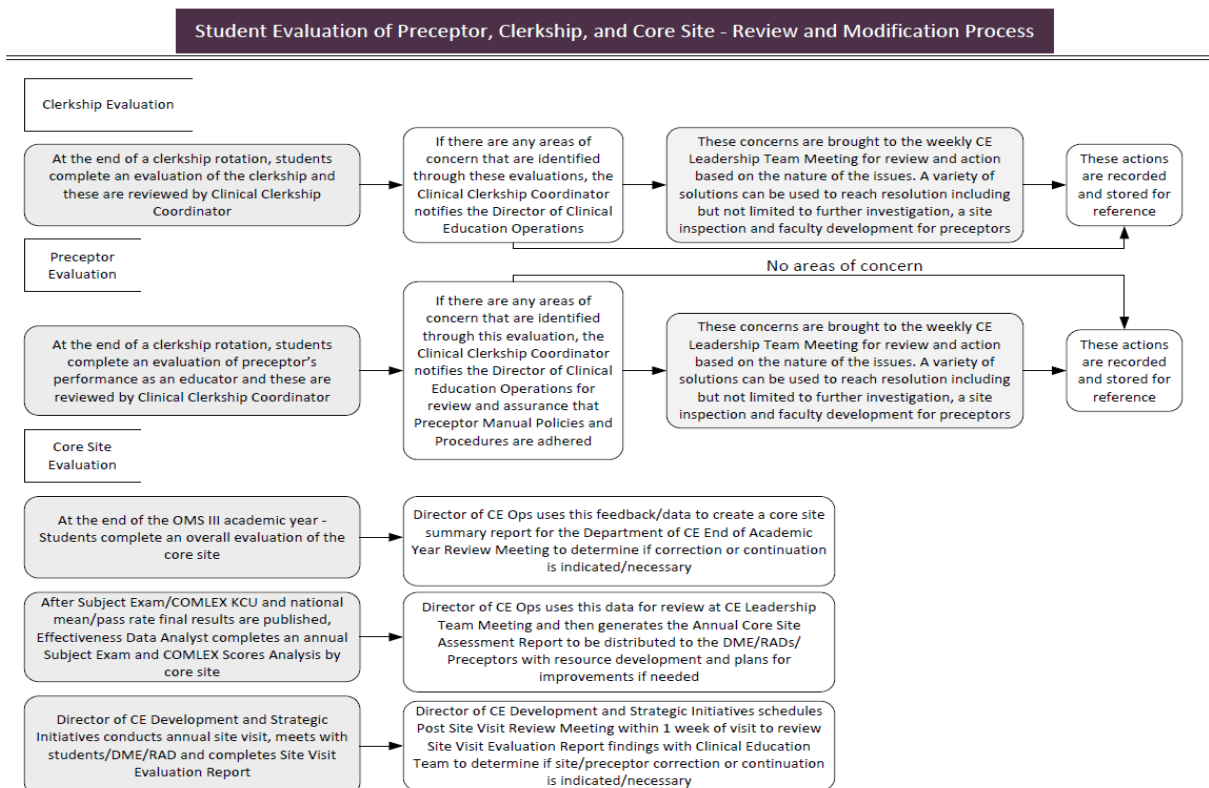 Student Evaluation of Preceptor, Clerkship, and Core Site - Review and Modification Process
Clerkship Evaluation
At the end of a clerkship rotation, students
complete an evaluation of the clerkship and
these are reviewed by Clinical Clerkship
Coordinator
If there are any areas of
concern that are identified
through these evaluations, the
Clinical Clerkship Coordinator
notifies the Director of Clinical
Education Operations
These concerns are brought to the weekly CE
Leadership Team Meeting for review and action
based on the nature of the issues. A variety of
solutions can be used to reach resolution including
but not limited to further investigation, a site
inspection and faculty development for preceptors
These actions
are recorded
and stored for
reference
Preceptor
Evaluation
No areas of concern
At the end of a clerkship rotation, students
complete an evaluation of preceptor’s
performance as an educator and these are
reviewed by Clinical Clerkship Coordinator
If there are any areas of
concern that are identified
through this evaluation, the
Clinical Clerkship Coordinator
notifies the Director of Clinical
Education Operations for
review and assurance that
Preceptor Manual Policies and
Procedures are adhered
These concerns are brought to the weekly CE
Leadership Team Meeting for review and action
based on the nature of the issues. A variety of
solutions can be used to reach resolution including
but not limited to further investigation, a site
inspection and faculty development for preceptors
These actions
are recorded
and stored for
reference
Core Site
Evaluation
At the end of the OMS III academic year -
Students complete an overall evaluation of the
core site
Director of CE Ops uses this feedback/data to create a core site
summary report for the Department of CE End of Academic
Year Review Meeting to determine if correction or continuation
is indicated/necessary
After Subject Exam/COMLEX KCU and national
mean/pass rate final results are published,
Effectiveness Data Analyst completes an annual
Subject Exam and COMLEX Scores Analysis by
core site
Director of CE Ops uses this data for review at CE Leadership
Team Meeting and then generates the Annual Core Site
Assessment Report to be distributed to the DME/RADs/
Preceptors with resource development and plans for
improvements if needed
Director of CE Development and Strategic
Initiatives conducts annual site visit, meets with
students/DME/RAD and completes Site Visit
Evaluation Report
Director of CE Development and Strategic Initiatives schedules
Post Site Visit Review Meeting within 1 week of visit to review
Site Visit Evaluation Report findings with Clinical Education
Team to determine if site/preceptor correction or continuation
is indicated/necessary